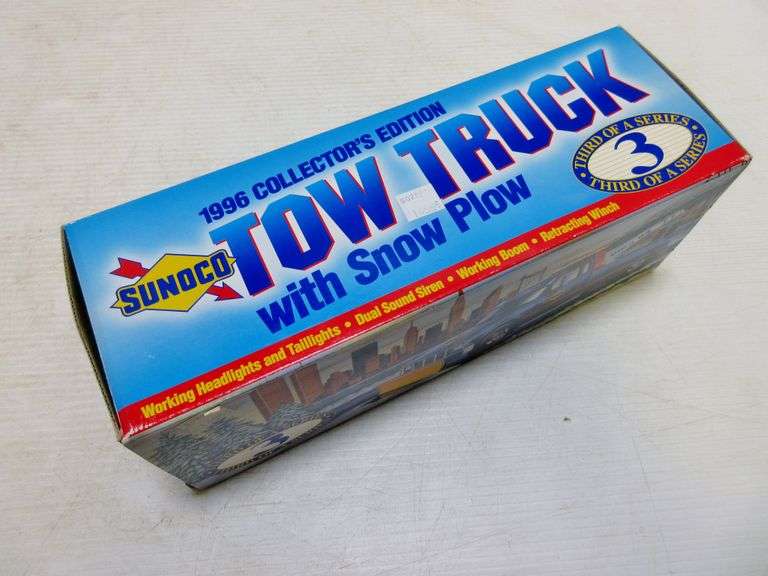 1996 COLLECTOR'S EDITION
TOW TRUCK
with Snow Plow
SUNOCO
THIRD OF A SERIES
3
THIRD OF A SERIES
Working Headlights and Taillights • Dual Sound Siren • Working Boom • Retracting Winch
3